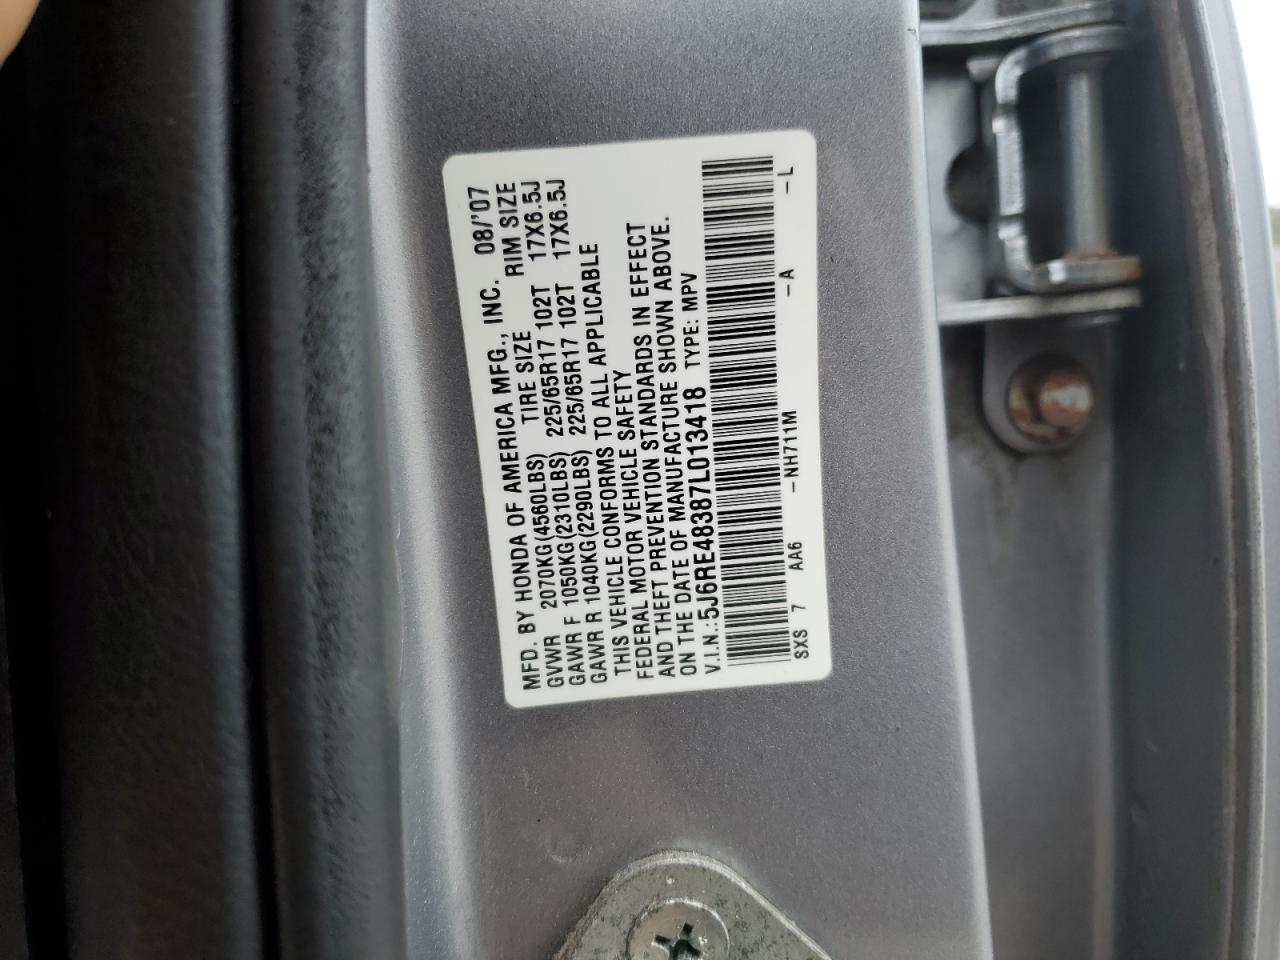 MFD. BY HONDA OF AMERICA MFG., INC. 08/'07
GVWR 2070KG(4560LBS) TIRE SIZE RIM SIZE
GAWR F 1050KG(2310LBS) 225/65R17 102T 17X6.5J
GAWR R 1040KG(2290LBS) 225/65R17 102T 17X6.5J
THIS VEHICLE CONFORMS TO ALL APPLICABLE
FEDERAL MOTOR VEHICLE SAFETY
AND THEFT PREVENTION STANDARDS IN EFFECT
ON THE DATE OF MANUFACTURE SHOWN ABOVE.
V.I.N.:5J6RE48387L013418 TYPE: MPV
SXS 7 AA6 -NH711M -A -L